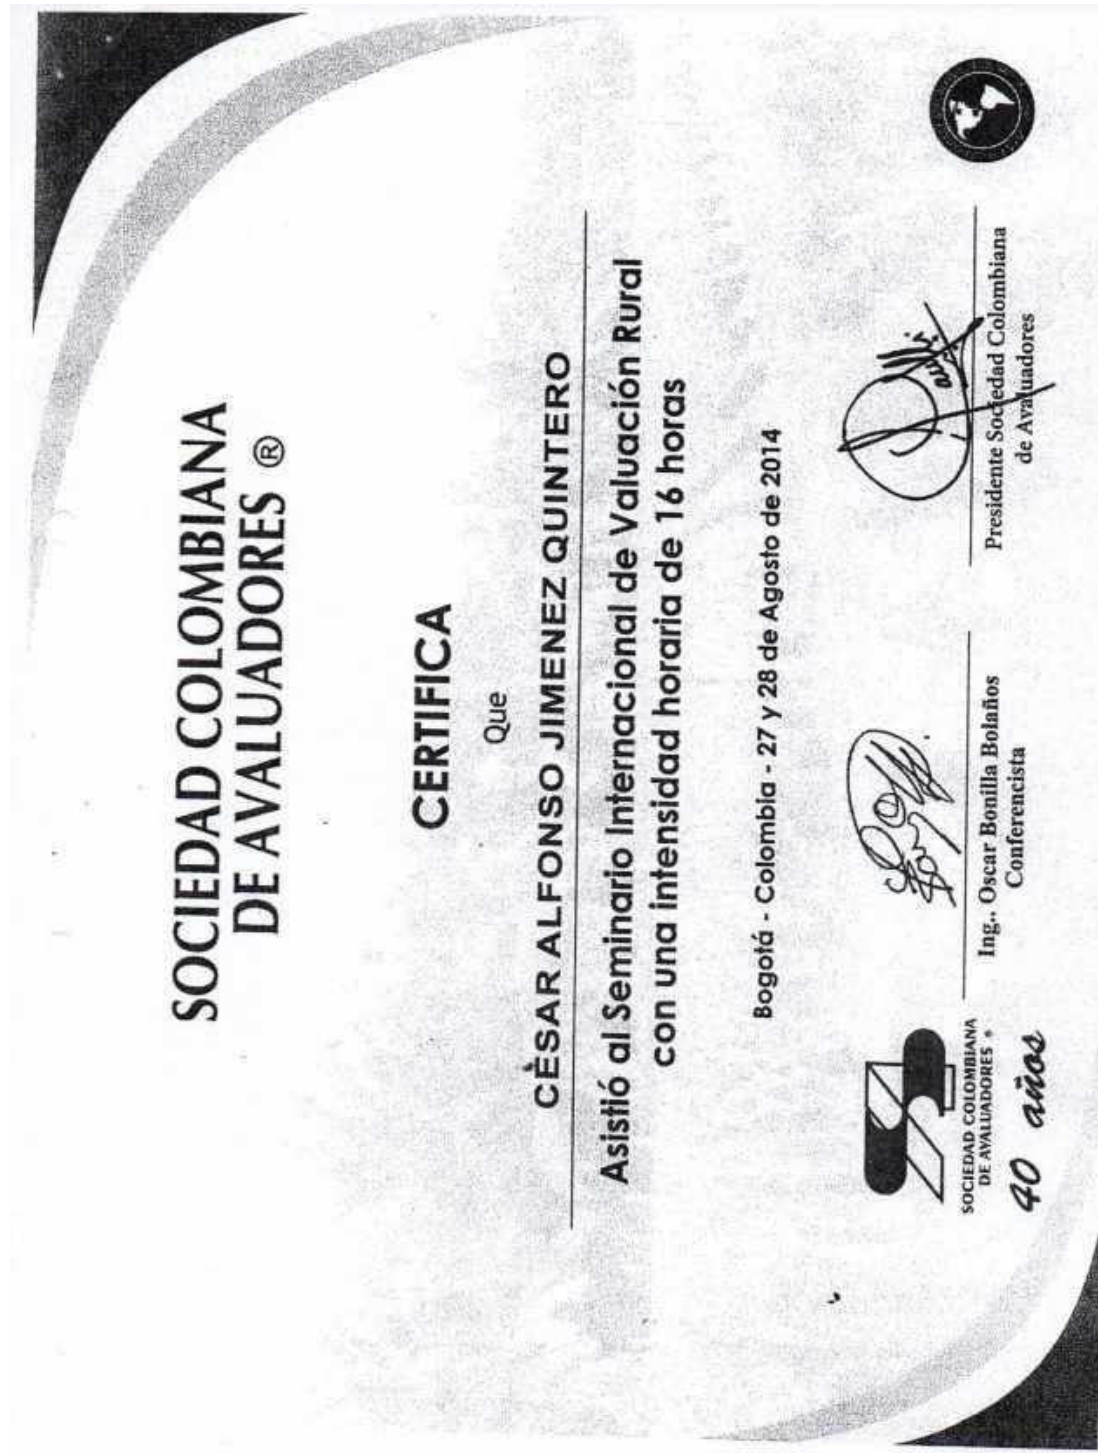 SOCIEDAD COLOMBIANA
DE AVALUADORES ®
CERTIFICA
Que
CÈSAR ALFONSO JIMENEZ QUINTERO
Asistió al Seminario Internacional de Valuación Rural
con una intensidad horaria de 16 horas
Bogotá - Colombia - 27 y 28 de Agosto de 2014
SOCIEDAD COLOMBIANA
DE AVALUADORES ®
40 años
Ing.. Oscar Bonilla Bolaños
Conferencista
Presidente Sociedad Colombiana
de Avaluadores